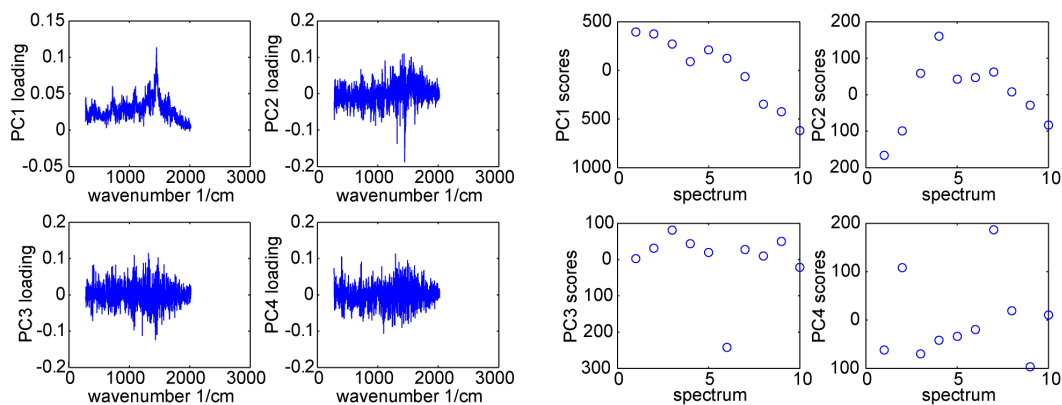 0.15
0.1
0.05
0
-0.05
PC1 loading
0 1000 2000 3000
wavenumber 1/cm
0.2
0.1
0
-0.1
-0.2
PC2 loading
0 1000 2000 3000
wavenumber 1/cm
500
0
500
1000
PC1 scores
0 5 10
spectrum
200
100
0
100
200
PC2 scores
0 5 10
spectrum
0.2
0.1
0
-0.1
-0.2
PC3 loading
0 1000 2000 3000
wavenumber 1/cm
0.2
0.1
0
-0.1
-0.2
PC4 loading
0 1000 2000 3000
wavenumber 1/cm
100
0
100
200
300
PC3 scores
0 5 10
spectrum
200
100
0
100
PC4 scores
0 5 10
spectrum